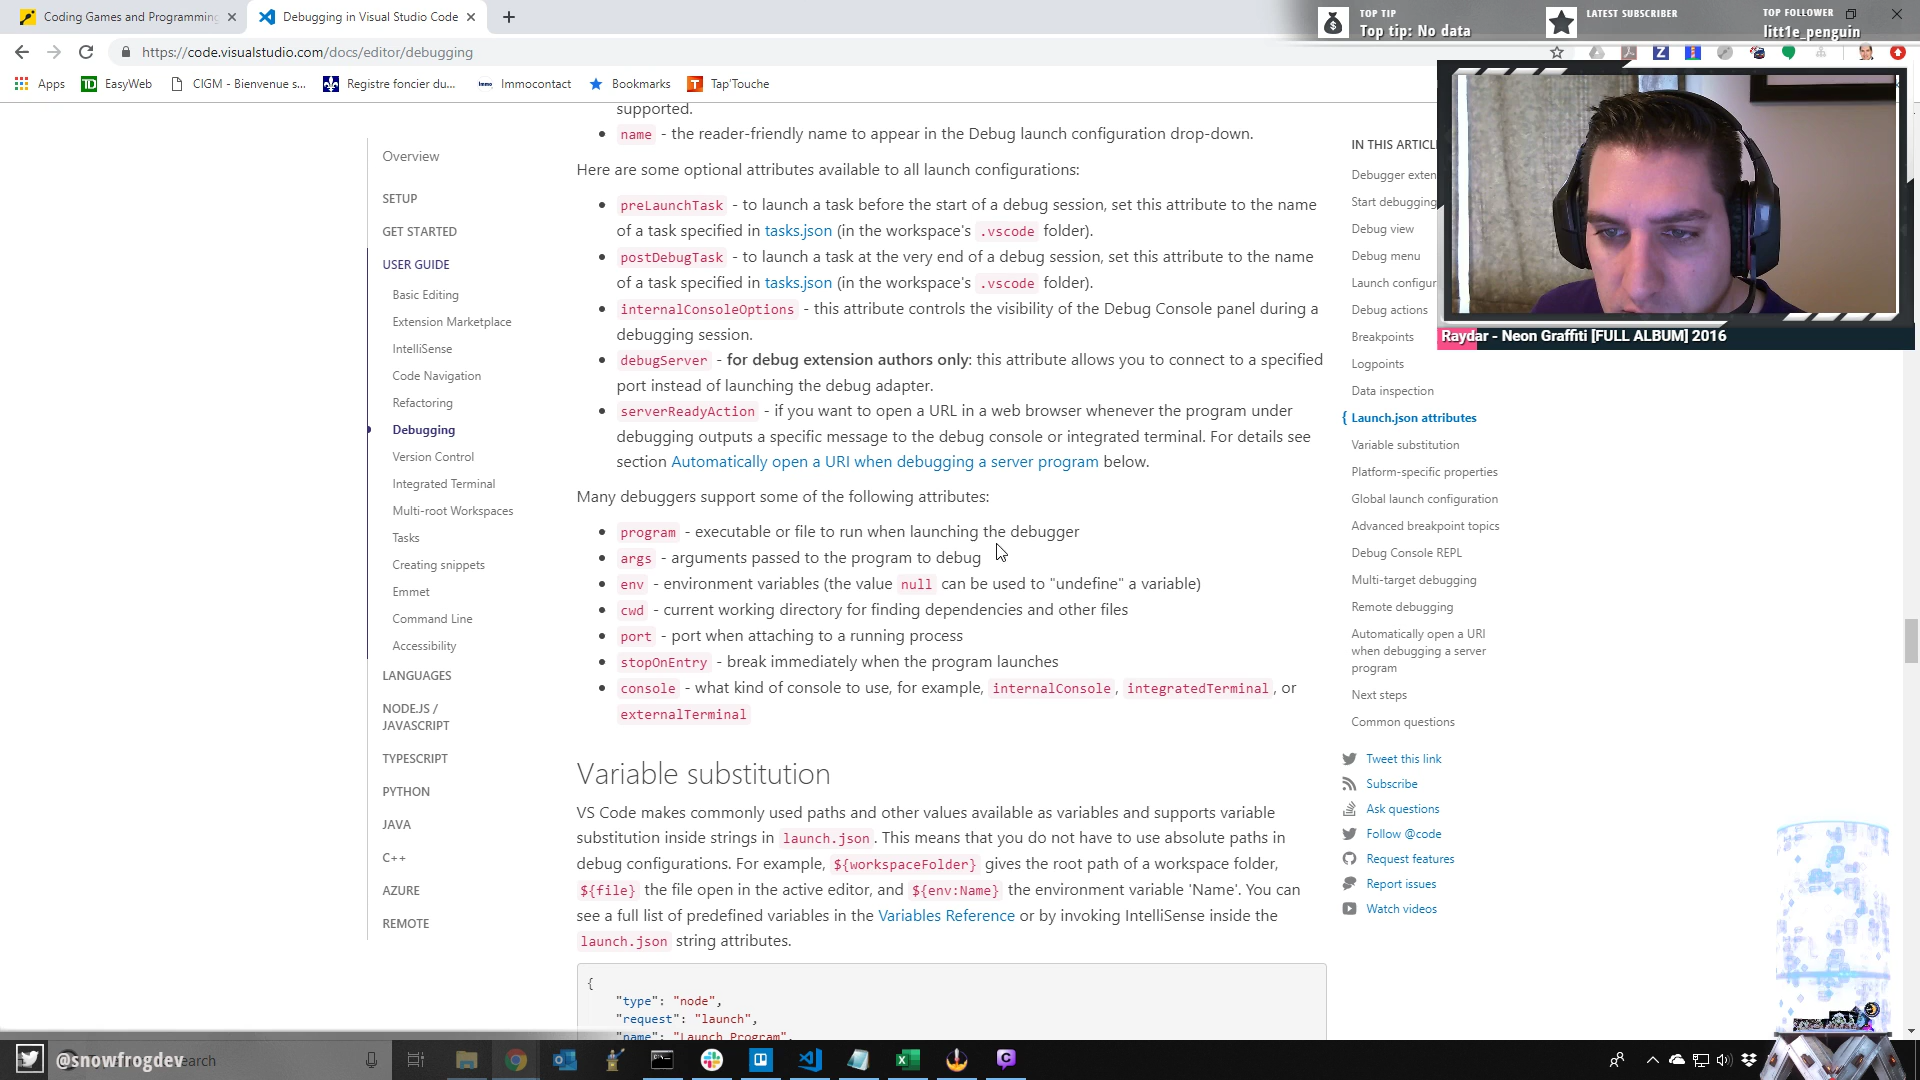 Coding Games and Programming
Debugging in Visual Studio Code
TOP TIP
Top tip: No data
LATEST SUBSCRIBER
TOP FOLLOWER
litt1e_penguin
https://code.visualstudio.com/docs/editor/debugging
Apps
EasyWeb
CIGM - Bienvenue s...
Registre foncier du...
Immocontact
Bookmarks
Tap'Touche
Overview
SETUP
GET STARTED
USER GUIDE
Basic Editing
Extension Marketplace
IntelliSense
Code Navigation
Refactoring
Debugging
Version Control
Integrated Terminal
Multi-root Workspaces
Tasks
Creating snippets
Emmet
Command Line
Accessibility
LANGUAGES
NODE.JS /
JAVASCRIPT
TYPESCRIPT
PYTHON
JAVA
C++
AZURE
REMOTE
supported.
name - the reader-friendly name to appear in the Debug launch configuration drop-down.
Here are some optional attributes available to all launch configurations:
preLaunchTask - to launch a task before the start of a debug session, set this attribute to the name
of a task specified in tasks.json (in the workspace's .vscode folder).
postDebugTask - to launch a task at the very end of a debug session, set this attribute to the name
of a task specified in tasks.json (in the workspace's .vscode folder).
internalConsoleOptions - this attribute controls the visibility of the Debug Console panel during a
debugging session.
debugServer - for debug extension authors only: this attribute allows you to connect to a specified
port instead of launching the debug adapter.
serverReadyAction - if you want to open a URL in a web browser whenever the program under
debugging outputs a specific message to the debug console or integrated terminal. For details see
section Automatically open a URI when debugging a server program below.
Many debuggers support some of the following attributes:
program - executable or file to run when launching the debugger
args - arguments passed to the program to debug
env - environment variables (the value null can be used to "undefine" a variable)
cwd - current working directory for finding dependencies and other files
port - port when attaching to a running process
stopOnEntry - break immediately when the program launches
console - what kind of console to use, for example, internalConsole, integratedTerminal, or
externalTerminal
Variable substitution
VS Code makes commonly used paths and other values available as variables and supports variable
substitution inside strings in launch.json. This means that you do not have to use absolute paths in
debug configurations. For example, ${workspaceFolder} gives the root path of a workspace folder,
${file} the file open in the active editor, and ${env:Name} the environment variable 'Name'. You can
see a full list of predefined variables in the Variables Reference or by invoking IntelliSense inside the
launch.json string attributes.
{
"type": "node",
"request": "launch",
"name": "Launch Program",
IN THIS ARTICL
Debugger exten
Start debugging
Debug view
Debug menu
Launch configur
Debug actions
Breakpoints
Logpoints
Data inspection
{ Launch.json attributes
Variable substitution
Platform-specific properties
Global launch configuration
Advanced breakpoint topics
Debug Console REPL
Multi-target debugging
Remote debugging
Automatically open a URI
when debugging a server
program
Next steps
Common questions
Tweet this link
Subscribe
Ask questions
Follow @code
Request features
Report issues
Watch videos
Raydar - Neon Graffiti [FULL ALBUM] 2016
@snowfrogdev